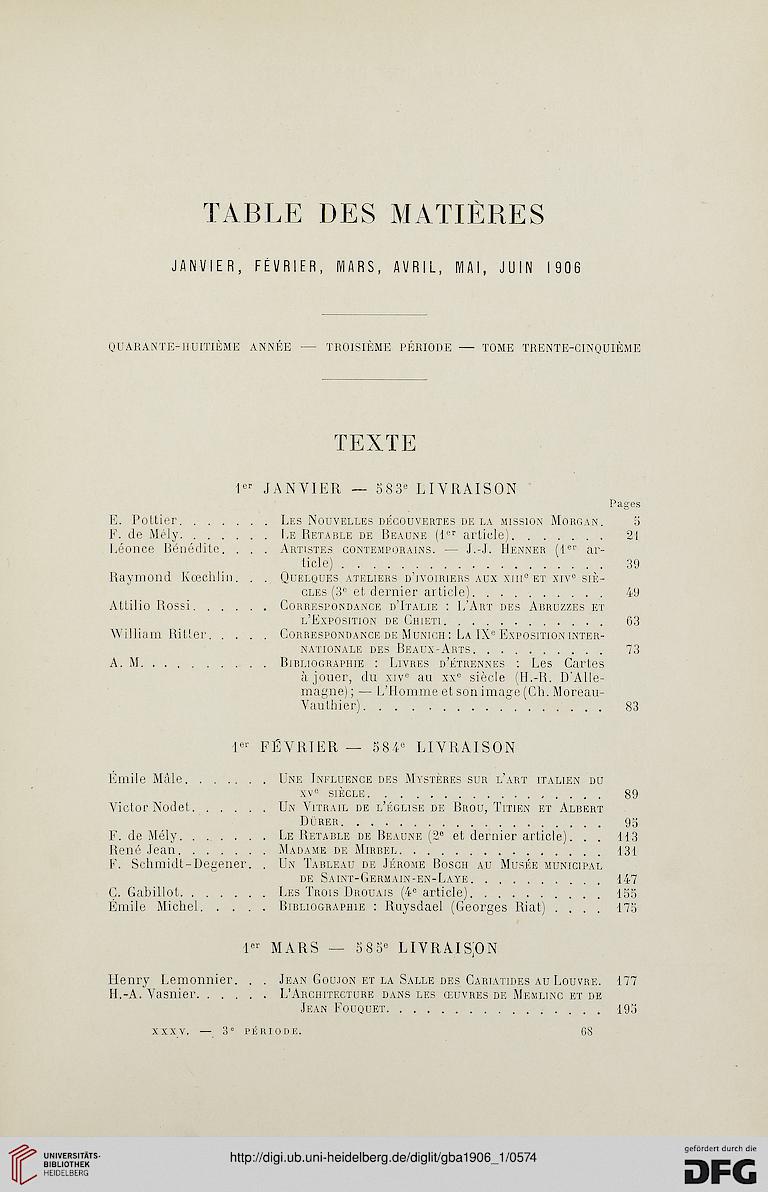 TABLE DES MATIÈRES
JANVIER, FÉVRIER, MARS, AVRIL, MAI, JUIN 1906
QUARANTE-HUITIÈME ANNÉE — TROISIÈME PÉRIODE — TOME TRENTE-CINQUIÈME
TEXTE
1er JANVIER — 583e LIVRAISON
Pages
E. Pottier. . . . . . . Les Nouvelles découvertes de la mission Morgan. 5
F. de Mély. . . . . . . Le Retable de Beaune (1er article). . . . . . . 21
Léonce Bénédite. . . . Artistes contemporains. — J.-J. Henner (1er ar-
ticle) . . . . . . . . . . . . . . . . . 39
Raymond Kœchlin. . . Quelques ateliers d'ivoiriers aux xiiie et xive siè-
cles (3e et dernier article). . . . . . . . . . 49
Attilio Rossi. . . . . . Correspondance d'Italie : L'Art des Abruzzes et
l'Exposition de Chieti. . . . . . . . . . . . 63
William Ritter. . . . . Correspondance de Munich : La IXe Exposition inter-
nationale des Beaux-Arts. . . . . . . . . . 73
A. M. . . . . . . . . . Bibliographie : Livres d'étrennes : Les Cartes
à jouer, du xive au xxe siècle (H.-R. D'Alle-
magne) ; — L'Homme et son image (Ch. Moreau-
Vauthier). . . . . . . . . . . . . . . . . 83
1er FÉVRIER — 584e LIVRAISON
Émile Mâle. . . . . . . Une Influence des Mystères sur l'art italien du
xve siècle. . . . . . . . . . . . . . . . . 89
Victor Nodet. . . . . . Un Vitrail de l'église de Brou, Titien et Albert
Dürer. . . . . . . . . . . . . . . . . . . 95
F. de Mély. . . . . . . Le Retable de Beaune (2e et dernier article). . . 113
René Jean. . . . . . . Madame de Mirbel. . . . . . . . . . . . . . . 131
F. Schmidt-Degener. . Un Tableau de Jérome Bosch au Musée municipal
de Saint-Germain-en-Laye. . . . . . . . . . 147
C. Gabillot. . . . . . . Les Trois Drouais (4e article). . . . . . . . . . 155
Émile Michel. . . . . Bibliographie : Ruysdael (Georges Riat) . . . . 175
1er MARS — 585e LIVRAISON
Henry Lemonnier. . . Jean Goujon et la Salle des Cariatides au Louvre. 177
H.-A. Vasnier. . . . . . L'Architecture dans les œuvres de Memlinc et de
Jean Fouquet. . . . . . . . . . . . . . . . 195
XXXV. — 3e PÉRIODE. 68
UNIVERSITÄTS-
BIBLIOTHEK
HEIDELBERG
http://digi.ub.uni-heidelberg.de/diglit/gba1906_1/0574
gefördert durch die
DFG